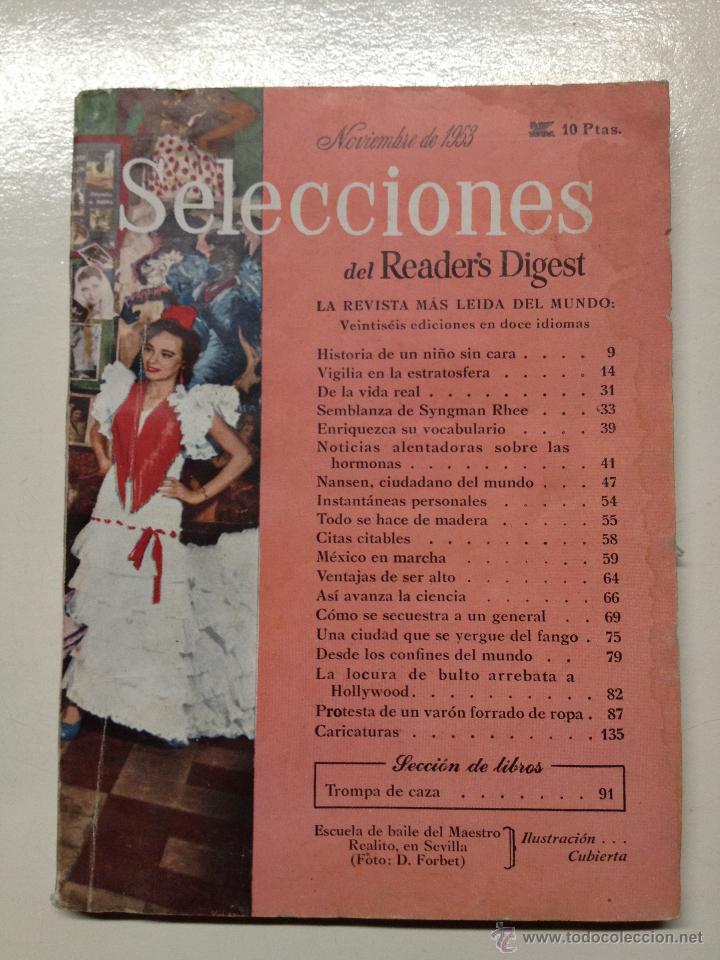 Noviembre de 1953
10 Ptas.
Selecciones
del Reader's Digest
LA REVISTA MÁS LEIDA DEL MUNDO:
Veintiséis ediciones en doce idiomas
Historia de un niño sin cara . . . . 9
Vigilia en la estratosfera . . . . . 14
De la vida real . . . . . . . . 31
Semblanza de Syngman Rhee . . . 33
Enriquezca su vocabulario . . . . 39
Noticias alentadoras sobre las
hormonas . . . . . . . . . 41
Nansen, ciudadano del mundo . . . 47
Instantáneas personales . . . . . 54
Todo se hace de madera . . . . . 55
Citas citables . . . . . . . . 58
México en marcha . . . . . . 59
Ventajas de ser alto . . . . . . 64
Así avanza la ciencia . . . . . . 66
Cómo se secuestra a un general . . . 69
Una ciudad que se yergue del fango . 75
Desde los confines del mundo . . 79
La locura de bulto arrebata a
Hollywood. . . . . . . . . 82
Protesta de un varón forrado de ropa . 87
Caricaturas . . . . . . . . . 135
Sección de libros
Trompa de caza . . . . . . . 91
Escuela de baile del Maestro
Realito, en Sevilla
(Foto: D. Forbet)
Ilustración . . .
Cubierta
© www.todocoleccion.net